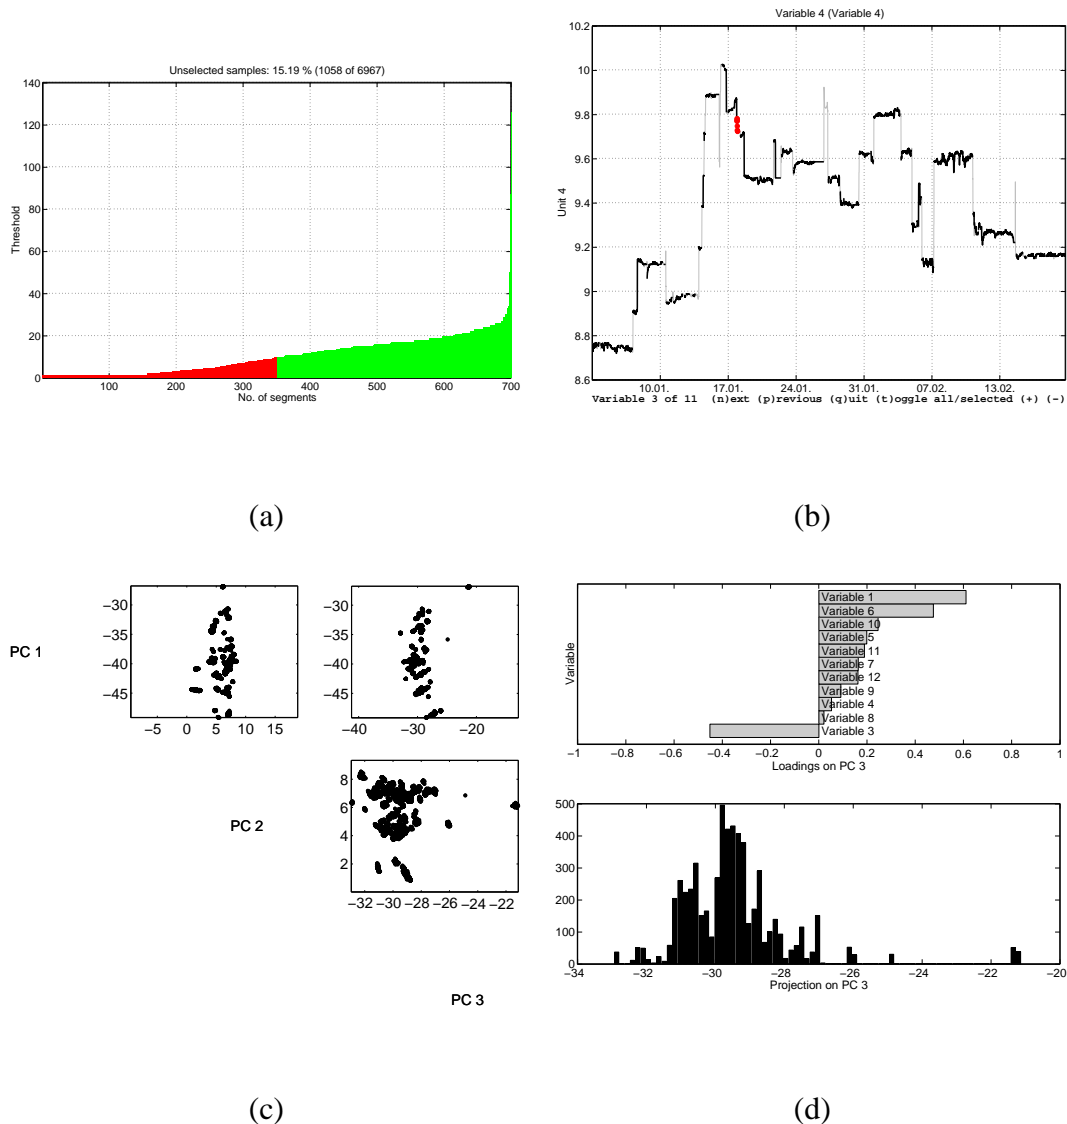 Unselected samples: 15.19 % (1058 of 6967)
140
120
100
80
60
40
20
0
Threshold
100 200 300 400 500 600 700
No. of segments
(a)
Variable 4 (Variable 4)
10.2
10
9.8
9.6
9.4
9.2
9
8.8
8.6
Unit 4
10.01. 17.01. 24.01. 31.01. 07.02. 13.02.
Variable 3 of 11 (n)ext (p)revious (q)uit (t)oggle all/selected (+) (-)
(b)
PC 1
−30
−35
−40
−45
−5 0 5 10 15
−30
−35
−40
−45
−40 −30 −20
PC 2
8
6
4
2
−32 −30 −28 −26 −24 −22
PC 3
(c)
Variable
Variable 1
Variable 6
Variable 10
Variable 5
Variable 11
Variable 7
Variable 12
Variable 9
Variable 4
Variable 8
Variable 3
−1 −0.8 −0.6 −0.4 −0.2 0 0.2 0.4 0.6 0.8 1
Loadings on PC 3
500
400
300
200
100
0
−34 −32 −30 −28 −26 −24 −22 −20
Projection on PC 3
(d)